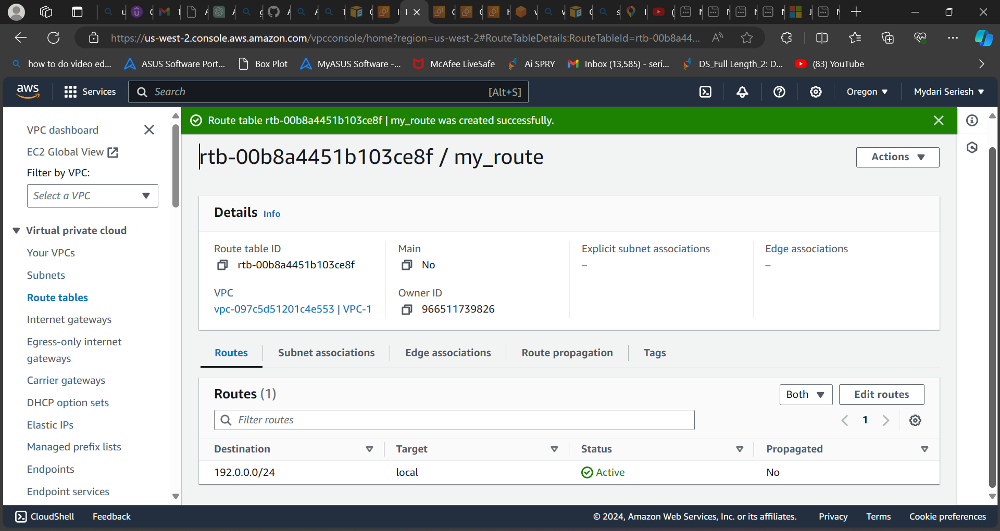 https://us-west-2.console.aws.amazon.com/vpcconsole/home?region=us-west-2#RouteTableDetails:RouteTableId=rtb-00b8a44...
how to do video ed...
ASUS Software Port...
Box Plot
MyASUS Software -...
McAfee LiveSafe
Ai SPRY
Inbox (13,585) - seri...
DS_Full Length_2: D...
(83) YouTube
aws
Services
Search
[Alt+S]
Oregon
Mydari Seriesh
VPC dashboard
EC2 Global View
Filter by VPC:
Select a VPC
Virtual private cloud
Your VPCs
Subnets
Route tables
Internet gateways
Egress-only internet
gateways
Carrier gateways
DHCP option sets
Elastic IPs
Managed prefix lists
Endpoints
Endpoint services
Route table rtb-00b8a4451b103ce8f | my_route was created successfully.
rtb-00b8a4451b103ce8f / my_route
Actions
Details Info
Route table ID
rtb-00b8a4451b103ce8f
Main
No
Explicit subnet associations
–
Edge associations
–
VPC
vpc-097c5d51201c4e553 | VPC-1
Owner ID
966511739826
Routes
Subnet associations
Edge associations
Route propagation
Tags
Routes (1)
Both
Edit routes
Filter routes
1
Destination
Target
Status
Propagated
192.0.0.0/24
local
Active
No
CloudShell
Feedback
© 2024, Amazon Web Services, Inc. or its affiliates.
Privacy
Terms
Cookie preferences